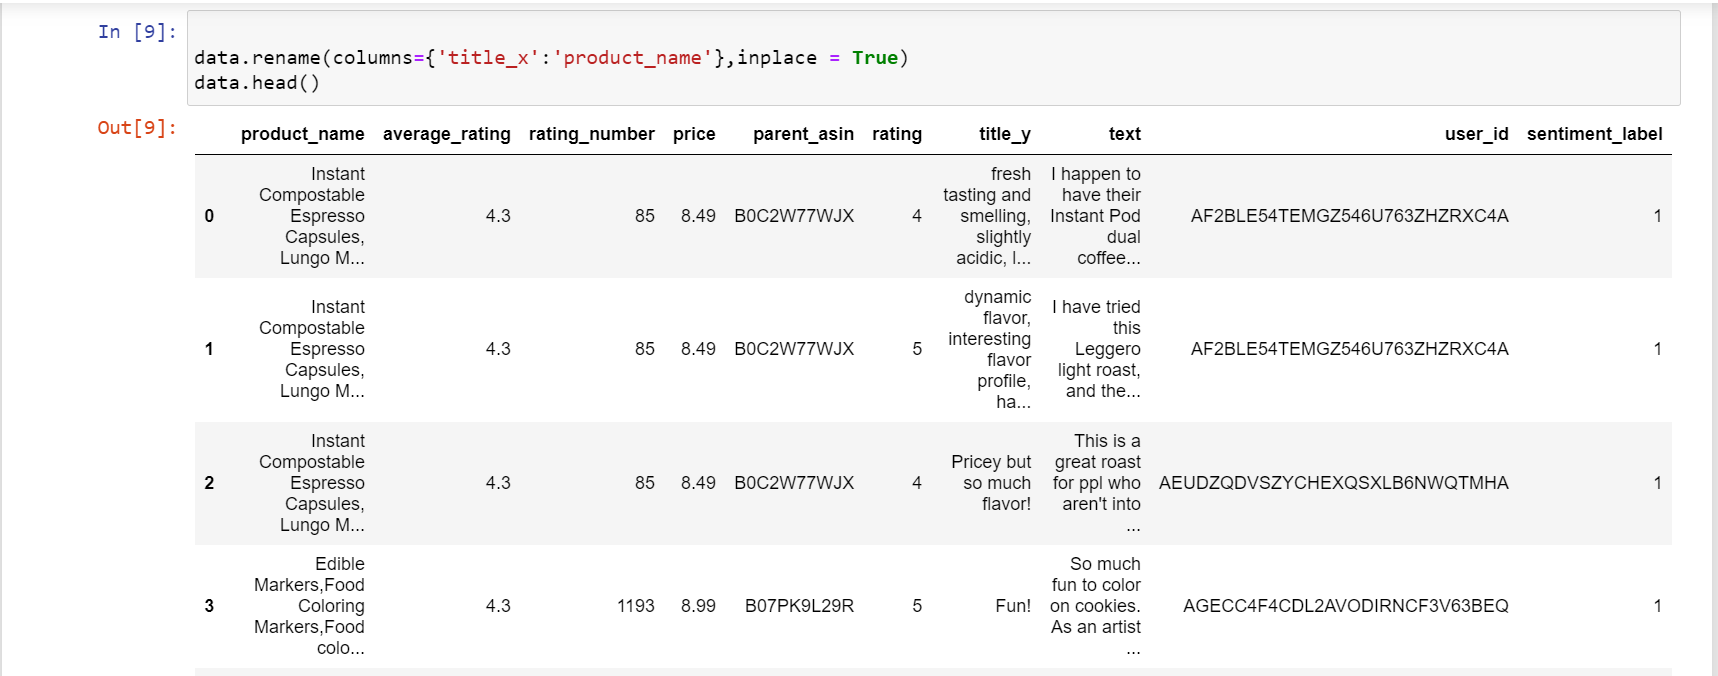 In [9]:
data.rename(columns={'title_x':'product_name'},inplace = True)
data.head()
Out[9]:
product_name average_rating rating_number price parent_asin rating title_y text user_id sentiment_label
0 Instant Compostable Espresso Capsules, Lungo M... 4.3 85 8.49 B0C2W77WJX 4 fresh tasting and smelling, slightly acidic, l... I happen to have their Instant Pod dual coffee... AF2BLE54TEMGZ546U763ZHZRXC4A 1
1 Instant Compostable Espresso Capsules, Lungo M... 4.3 85 8.49 B0C2W77WJX 5 dynamic flavor, interesting flavor profile, ha... I have tried this Leggero light roast, and the... AF2BLE54TEMGZ546U763ZHZRXC4A 1
2 Instant Compostable Espresso Capsules, Lungo M... 4.3 85 8.49 B0C2W77WJX 4 Pricey but so much flavor! This is a great roast for ppl who aren't into ... AEUDZQDVSZYCHEXQSXLB6NWQTMHA 1
3 Edible Markers,Food Coloring Markers,Food colo... 4.3 1193 8.99 B07PK9L29R 5 Fun! So much fun to color on cookies. As an artist ... AGECC4F4CDL2AVODIRNCF3V63BEQ 1